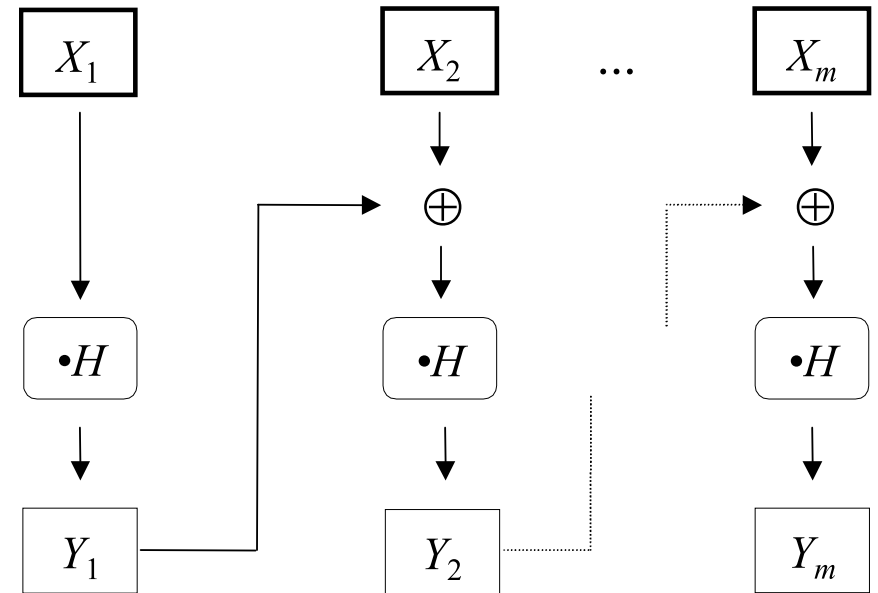 X₁ X₂ ... Xₘ
⊕ ⊕
•H •H •H
Y₁ Y₂ Yₘ